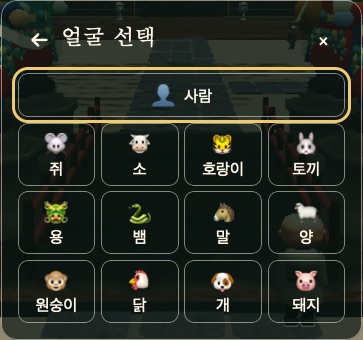 ← 얼굴 선택 ×
사람
쥐 소 호랑이 토끼
용 뱀 말 양
원숭이 닭 개 돼지